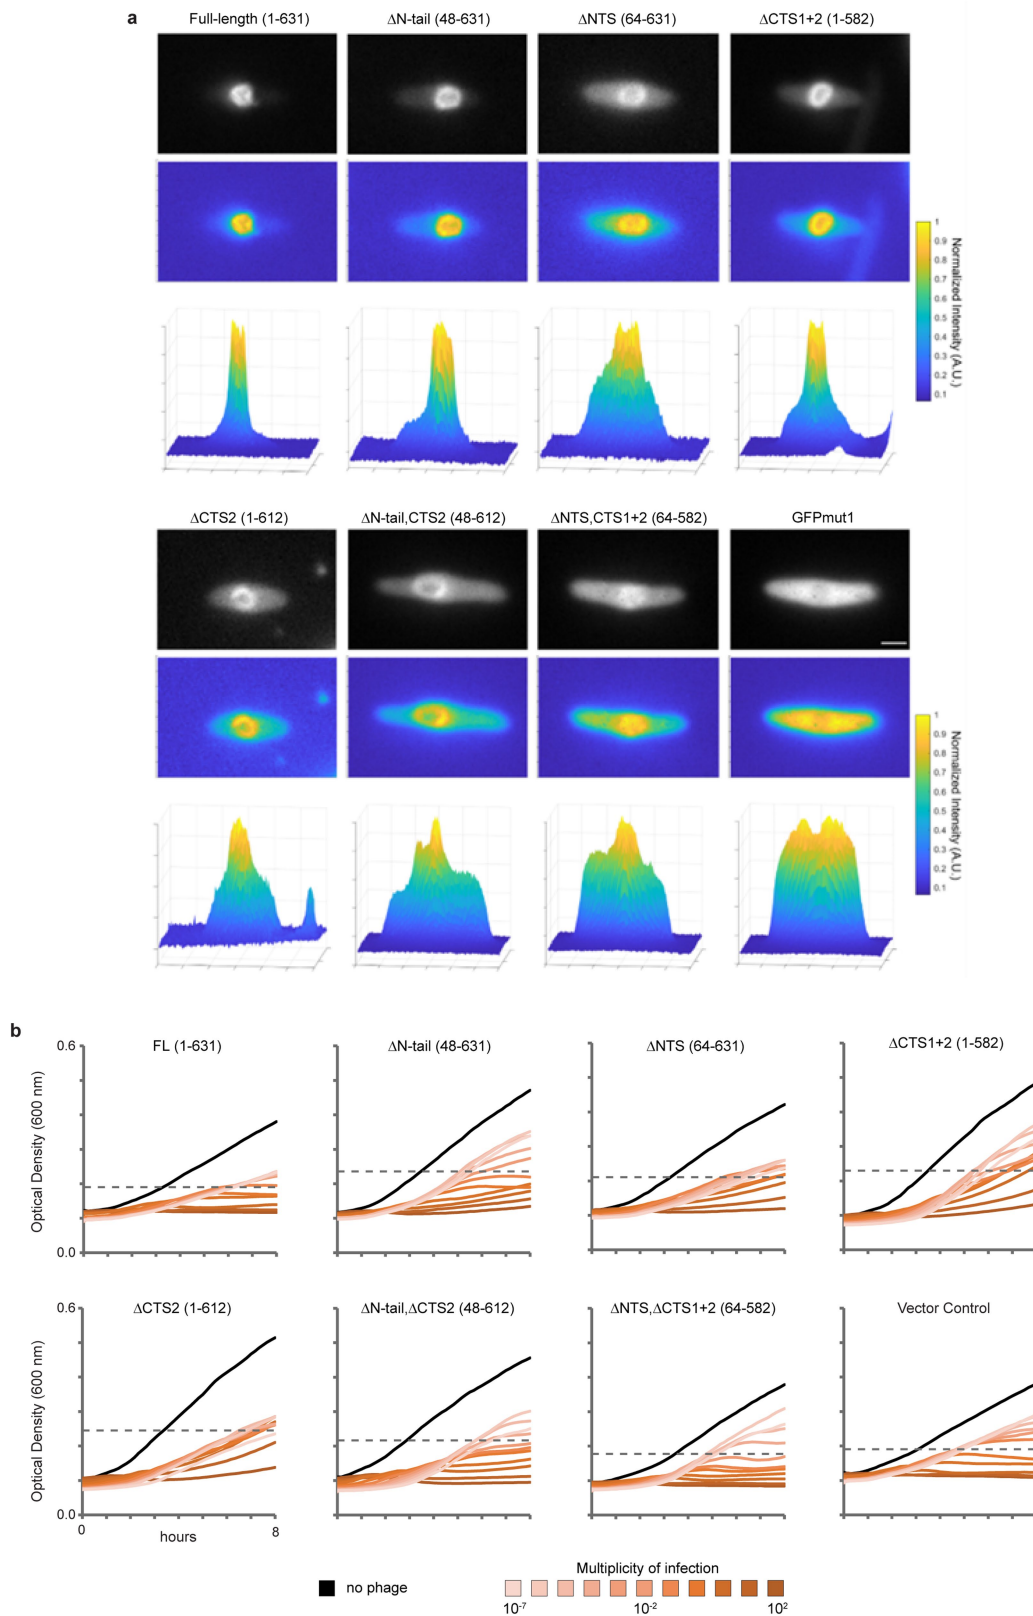 a
Full-length (1-631)
ΔN-tail (48-631)
ΔNTS (64-631)
ΔCTS1+2 (1-582)
1
0.9
0.8
0.7
0.6
0.5
0.4
0.3
0.2
0.1
Normalized Intensity (A.U.)
ΔCTS2 (1-612)
ΔN-tail,CTS2 (48-612)
ΔNTS,CTS1+2 (64-582)
GFPmut1
1
0.9
0.8
0.7
0.6
0.5
0.4
0.3
0.2
0.1
Normalized Intensity (A.U.)
b
FL (1-631)
ΔN-tail (48-631)
ΔNTS (64-631)
ΔCTS1+2 (1-582)
0.6
Optical Density (600 nm)
0.0
ΔCTS2 (1-612)
ΔN-tail,ΔCTS2 (48-612)
ΔNTS,ΔCTS1+2 (64-582)
Vector Control
0.6
Optical Density (600 nm)
0.0
0
hours
8
no phage
Multiplicity of infection
10⁻⁷
10⁻²
10²